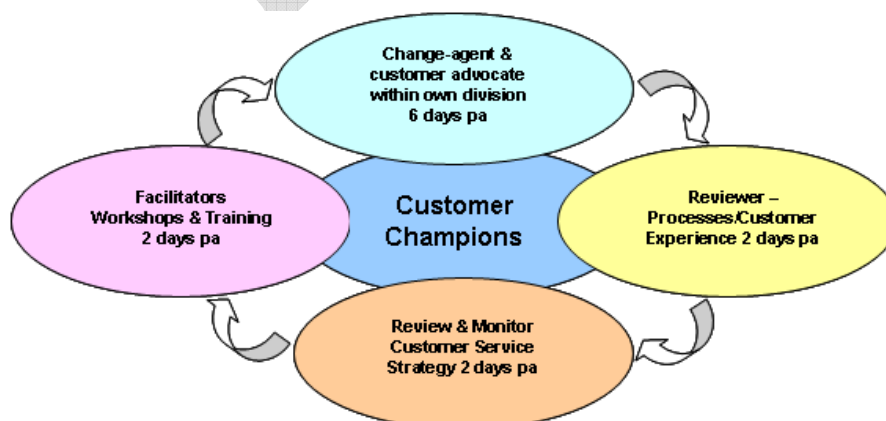 Change-agent &
customer advocate
within own division
6 days pa
Facilitators
Workshops & Training
2 days pa
Customer
Champions
Reviewer –
Processes/Customer
Experience 2 days pa
Review & Monitor
Customer Service
Strategy 2 days pa